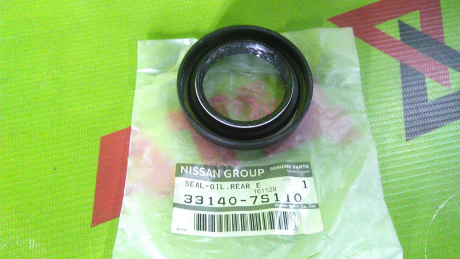 NISSAN GROUP GENUINE PARTS
SEAL-OIL.REAR E 1
161129
33140-7S110